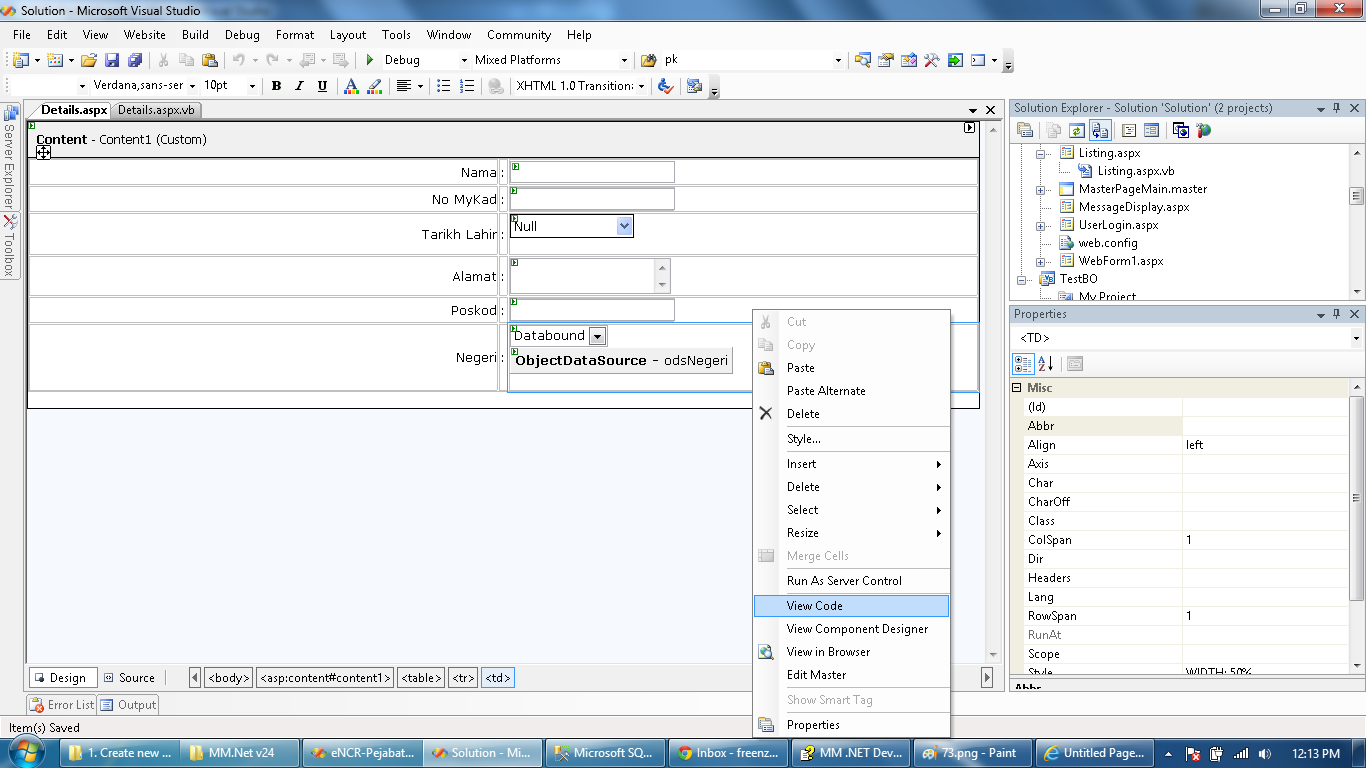 Solution - Microsoft Visual Studio
File Edit View Website Build Debug Format Layout Tools Window Community Help
Debug Mixed Platforms pk
Verdana,sans-ser 10pt B I U A XHTML 1.0 Transition:
Details.aspx Details.aspx.vb
Server Explorer
Toolbox
Content - Content1 (Custom)
Nama :
No MyKad :
Tarikh Lahir : Null
Alamat :
Poskod :
Negeri : Databound
ObjectDataSource - odsNegeri
Cut
Copy
Paste
Paste Alternate
Delete
Style...
Insert
Delete
Select
Resize
Merge Cells
Run As Server Control
View Code
View Component Designer
View in Browser
Edit Master
Show Smart Tag
Properties
Solution Explorer - Solution 'Solution' (2 projects)
Listing.aspx
Listing.aspx.vb
MasterPageMain.master
MessageDisplay.aspx
UserLogin.aspx
web.config
WebForm1.aspx
TestBO
My Project
Properties
<TD>
Misc
(Id)
Abbr
Align left
Axis
Char
CharOff
Class
ColSpan 1
Dir
Headers
Lang
RowSpan 1
RunAt
Scope
Style WIDTH: 50%
Abbr
Design Source <body> <asp:content#content1> <table> <tr> <td>
Error List Output
Item(s) Saved
1. Create new ... MM.Net v24 eNCR-Pejabat... Solution - Mi... Microsoft SQ... Inbox - freenz... MM .NET Dev... 73.png - Paint Untitled Page... 12:13 PM